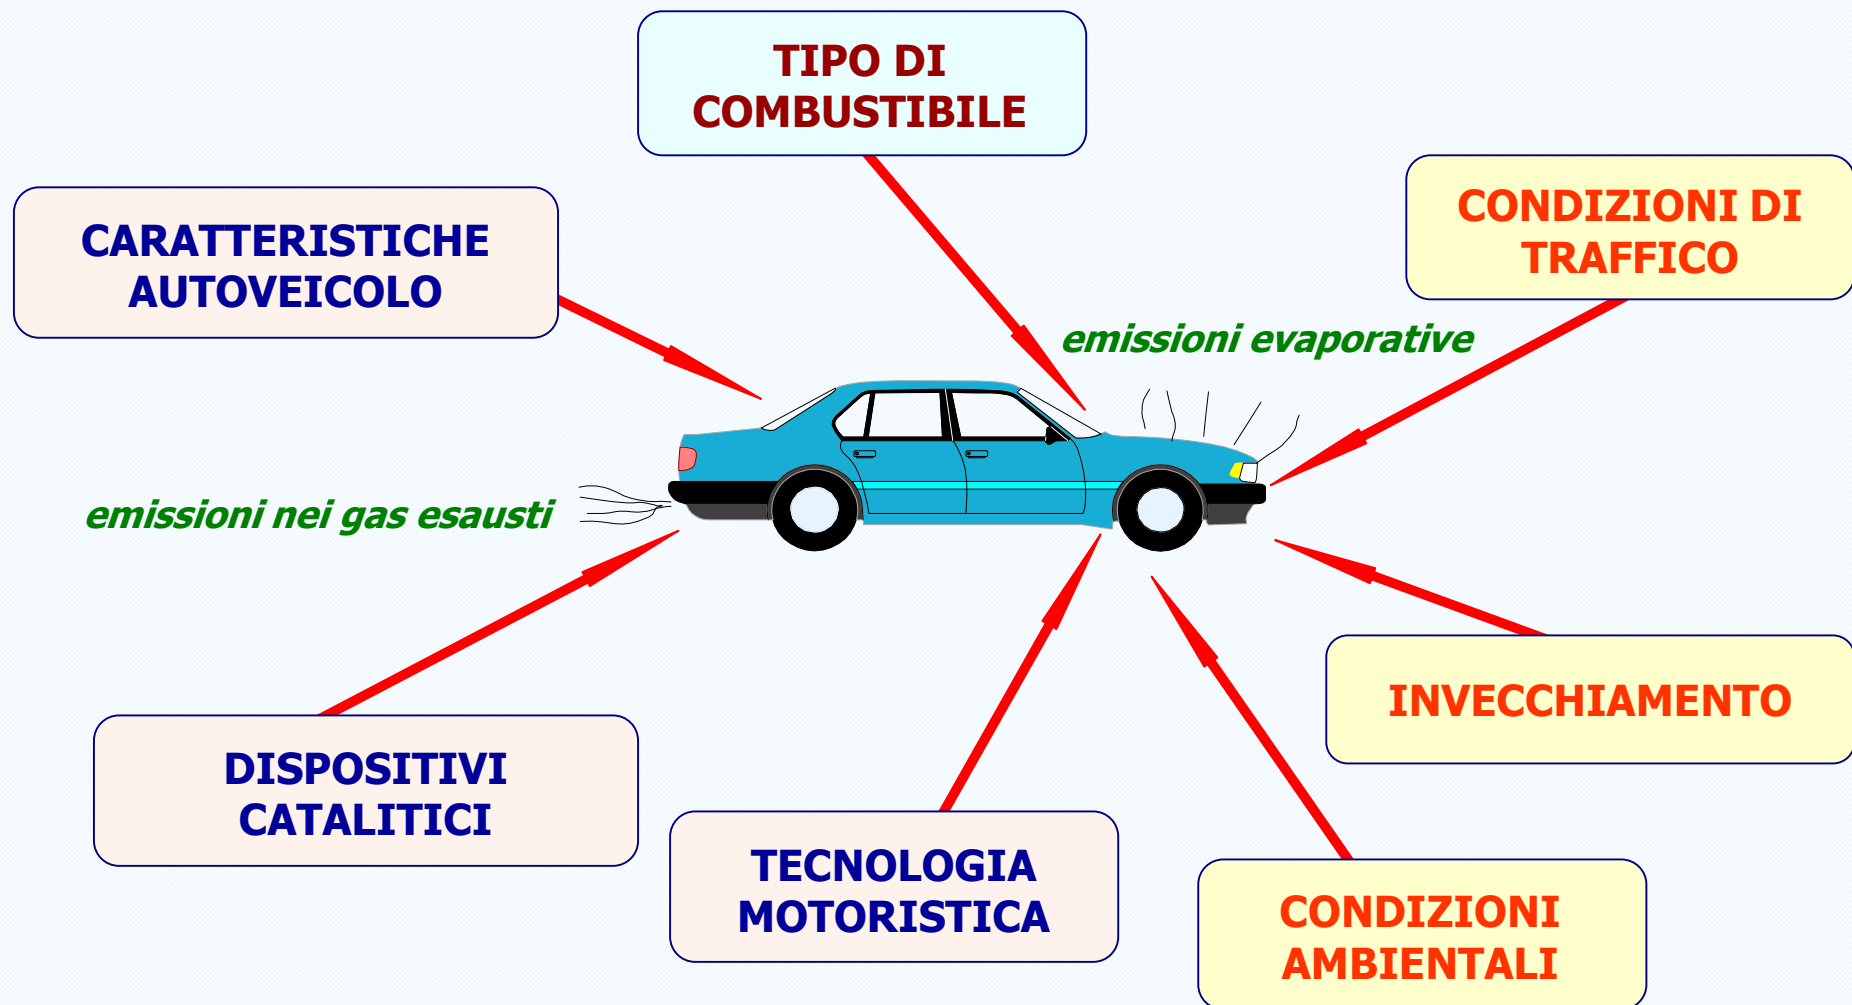 TIPO DI
COMBUSTIBILE
CARATTERISTICHE
AUTOVEICOLO
CONDIZIONI DI
TRAFFICO
emissioni evaporative
emissioni nei gas esausti
DISPOSITIVI
CATALITICI
TECNOLOGIA
MOTORISTICA
INVECCHIAMENTO
CONDIZIONI
AMBIENTALI